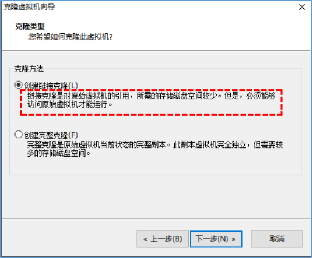 克隆虚拟机向导
克隆类型
您希望如何克隆此虚拟机?
克隆方法
创建链接克隆(L)
链接克隆是对原始虚拟机的引用，所需的存储磁盘空间较少。但是，必须能够
访问原始虚拟机才能运行。
创建完整克隆(F)
完整克隆是原始虚拟机当前状态的完整副本。此副本虚拟机完全独立，但需要较
多的存储磁盘空间。
< 上一步(B)
下一步(N) >
取消